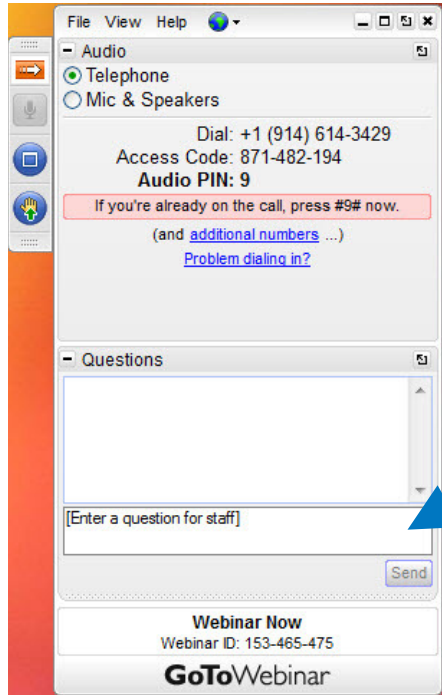 File View Help
Audio
Telephone
Mic & Speakers
Dial: +1 (914) 614-3429
Access Code: 871-482-194
Audio PIN: 9
If you're already on the call, press #9# now.
(and additional numbers ...)
Problem dialing in?
Questions
[Enter a question for staff]
Send
Webinar Now
Webinar ID: 153-465-475
GoToWebinar